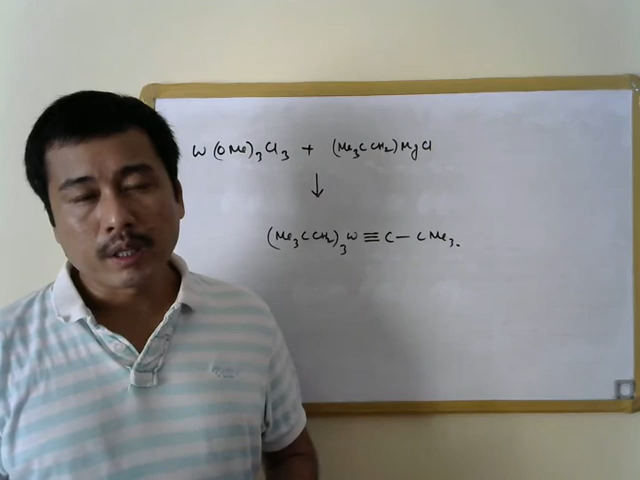 W(OMe)₃Cl₃ + (Me₃CCH₂)MgCl
↓
(Me₃CCH₂)₃W≡C—CMe₃.